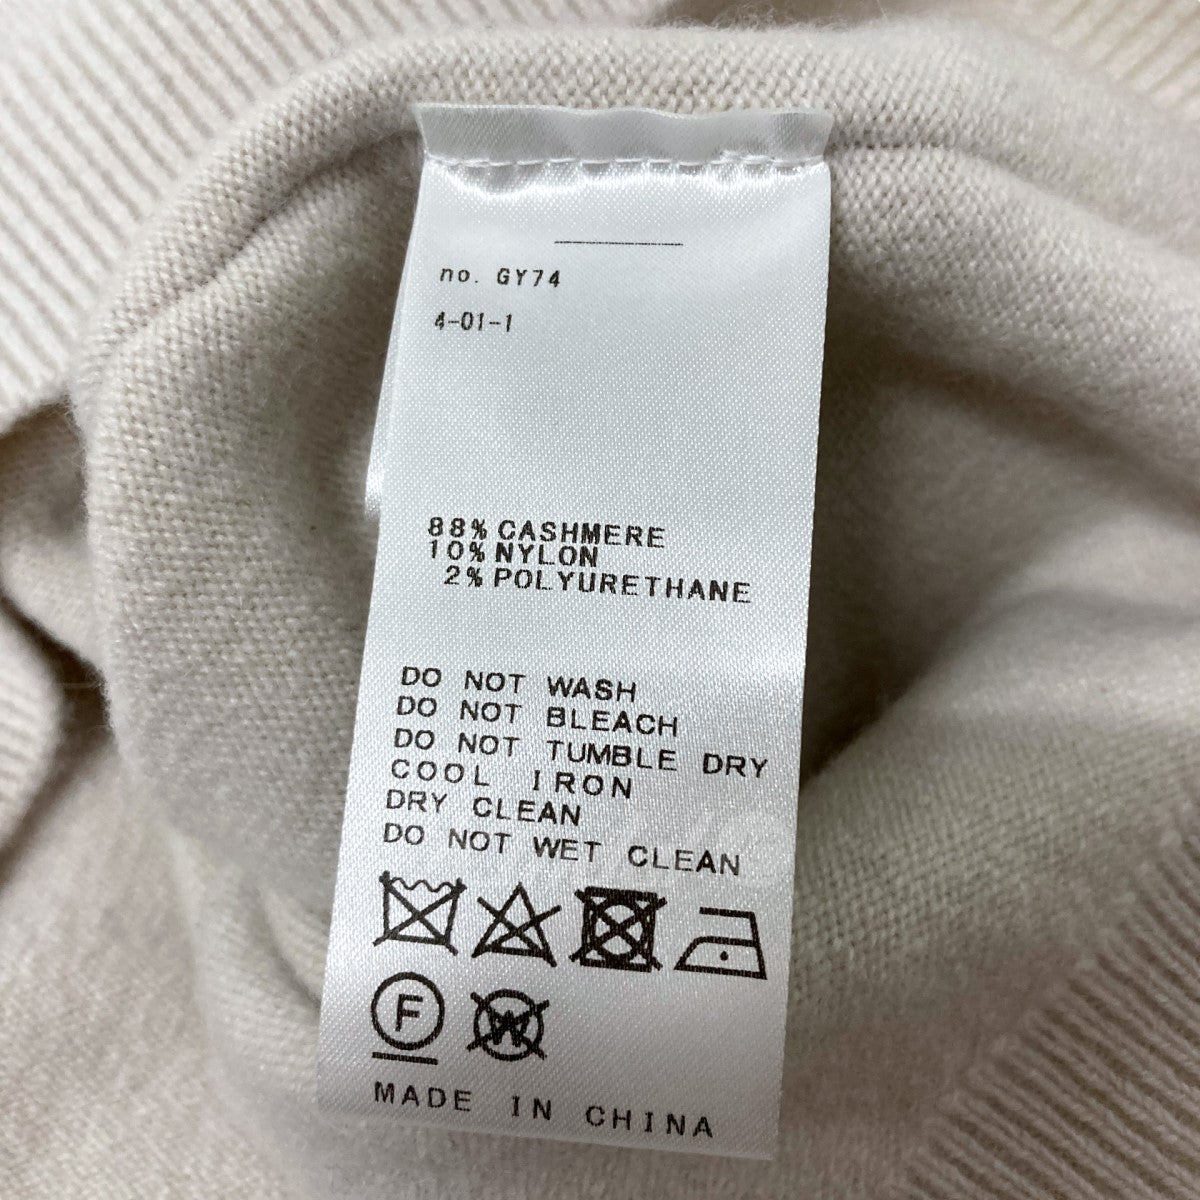 no. GY74
4-01-1
88% CASHMERE
10% NYLON
2% POLYURETHANE
DO NOT WASH
DO NOT BLEACH
DO NOT TUMBLE DRY
COOL IRON
DRY CLEAN
DO NOT WET CLEAN
F W
MADE IN CHINA